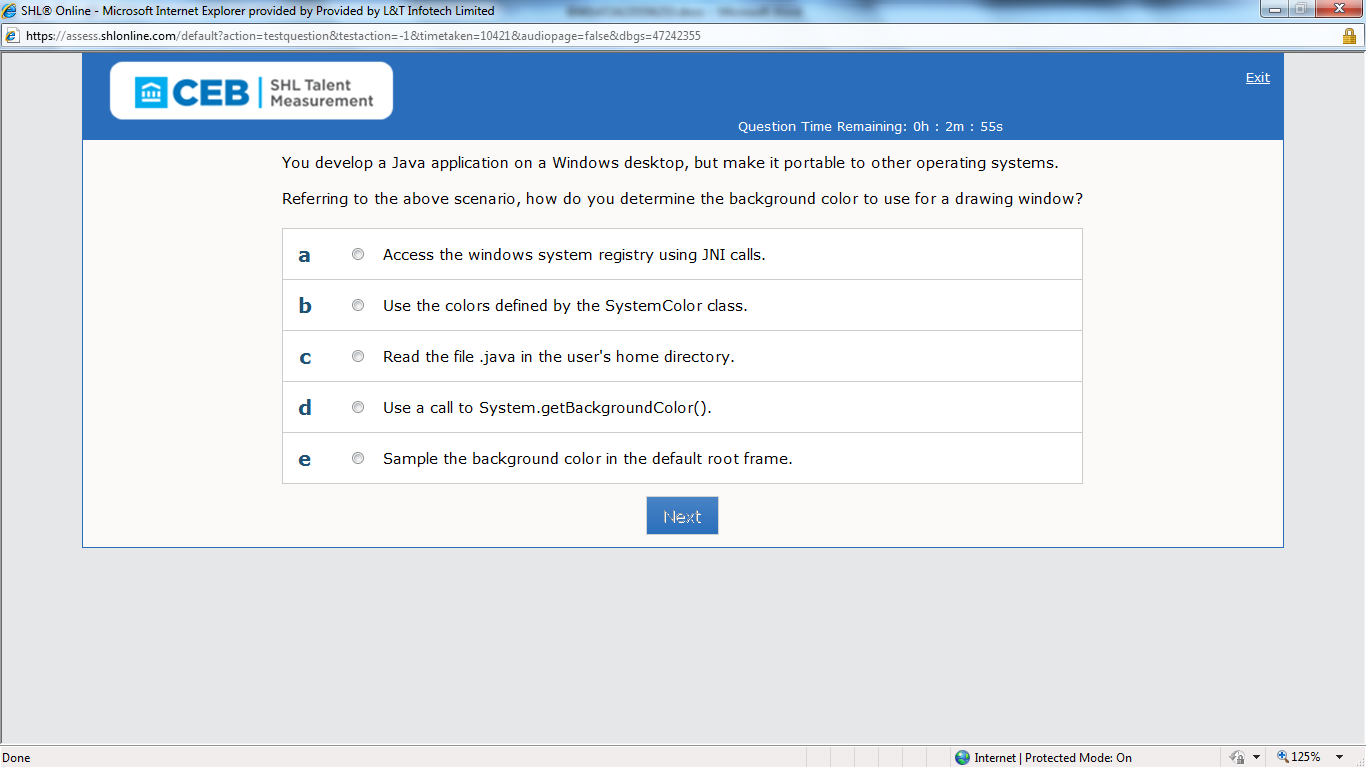 SHL® Online - Microsoft Internet Explorer provided by Provided by L&T Infotech Limited
https://assess.shlonline.com/default?action=testquestion&testaction=-1&timetaken=10421&audiopage=false&dbgs=47242355
CEB SHL Talent
Measurement
Exit
Question Time Remaining: 0h : 2m : 55s
You develop a Java application on a Windows desktop, but make it portable to other operating systems.
Referring to the above scenario, how do you determine the background color to use for a drawing window?
a Access the windows system registry using JNI calls.
b Use the colors defined by the SystemColor class.
c Read the file .java in the user's home directory.
d Use a call to System.getBackgroundColor().
e Sample the background color in the default root frame.
Next
Done Internet | Protected Mode: On 125%